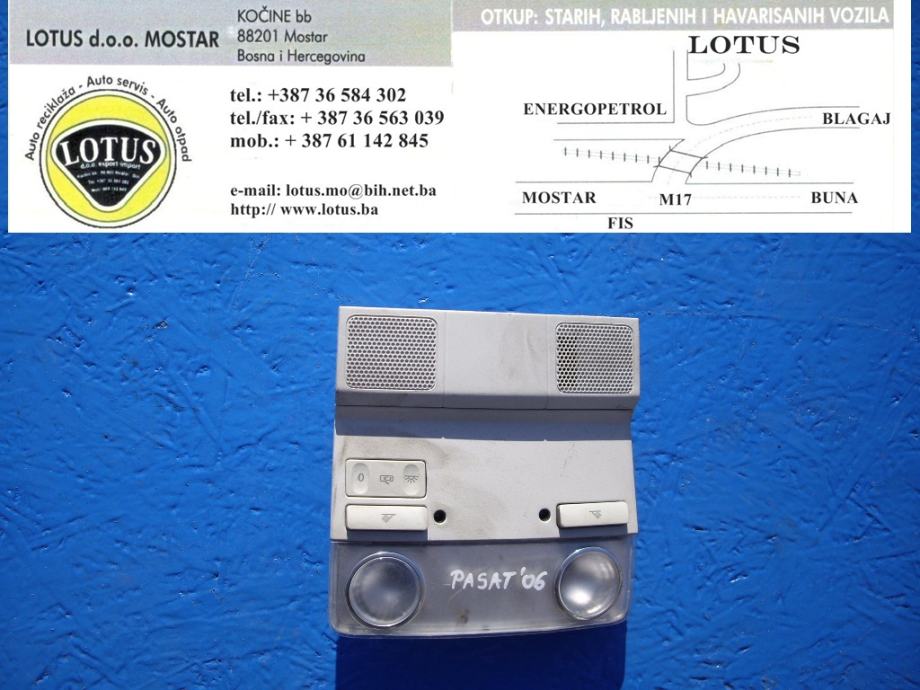 LOTUS d.o.o. MOSTAR
KOČINE bb
88201 Mostar
Bosna i Hercegovina
Auto reciklaža - Auto servis - Auto otpad
LOTUS
d.o.o. export-import
tel.: +387 36 584 302
tel./fax: + 387 36 563 039
mob.: + 387 61 142 845
e-mail: lotus.mo@bih.net.ba
http:// www.lotus.ba
OTKUP: STARIH, RABLJENIH I HAVARISANIH VOZILA
LOTUS
ENERGOPETROL
BLAGAJ
MOSTAR
M17
BUNA
FIS
0
PASAT '06